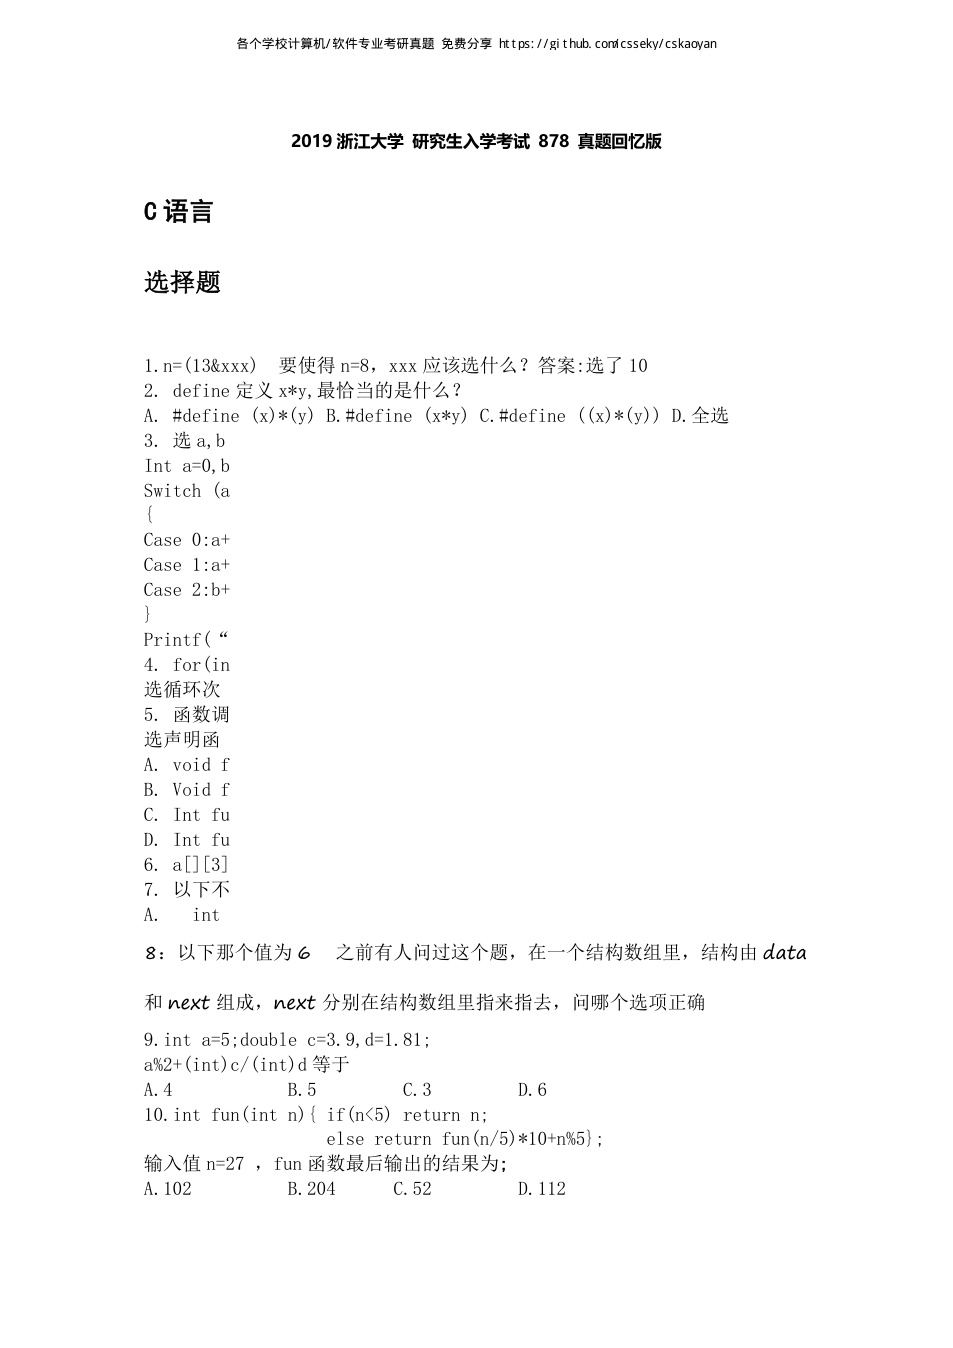 各个学校计算机/软件专业考研真题 免费分享 https://github.com/csseky/cskaoyan
2019 浙江大学 研究生入学考试 878 真题回忆版
C 语言
选择题
1.n=(13&xxx) 要使得 n=8，xxx 应该选什么？答案:选了 10
2. define 定义 x*y,最恰当的是什么？
A. #define (x)*(y) B.#define (x*y) C.#define ((x)*(y)) D.全选
3. 选 a,b
Int a=0,b
Switch (a
{
Case 0:a+
Case 1:a+
Case 2:b+
}
Printf(“
4. for(in
选循环次
5. 函数调
选声明函
A. void f
B. Void f
C. Int fu
D. Int fu
6. a[][3]
7. 以下不
A. int
8：以下那个值为 6 之前有人问过这个题，在一个结构数组里，结构由 data
和 next 组成，next 分别在结构数组里指来指去，问哪个选项正确
9.int a=5;double c=3.9,d=1.81;
a%2+(int)c/(int)d 等于
A.4 B.5 C.3 D.6
10.int fun(int n){ if(n<5) return n;
else return fun(n/5)*10+n%5};
输入值 n=27 ，fun 函数最后输出的结果为；
A.102 B.204 C.52 D.112